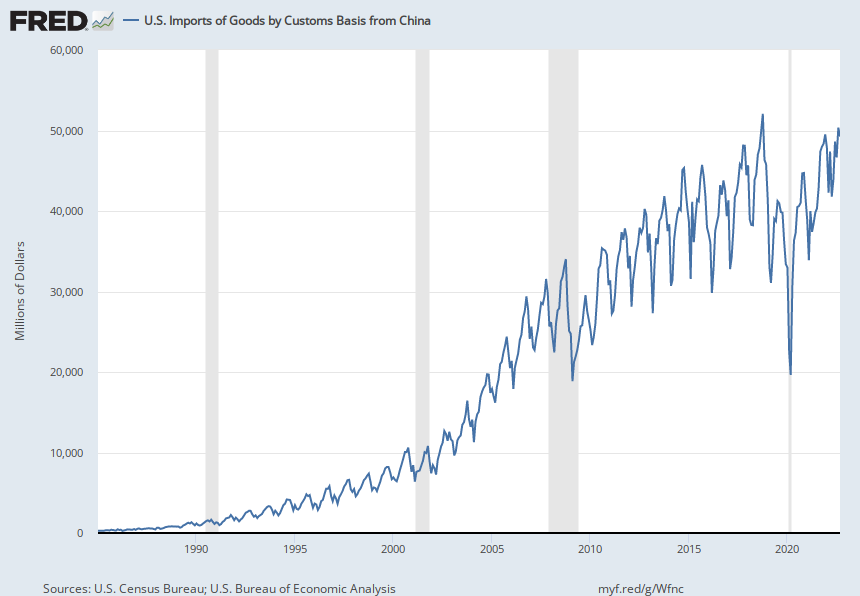 FRED
U.S. Imports of Goods by Customs Basis from China
60,000
50,000
40,000
30,000
20,000
10,000
0
Millions of Dollars
1990 1995 2000 2005 2010 2015 2020
Sources: U.S. Census Bureau; U.S. Bureau of Economic Analysis myf.red/g/Wfnc